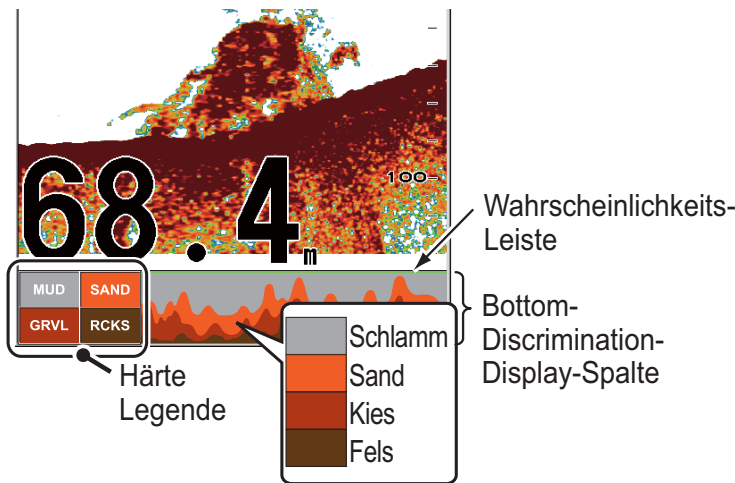 100
68.4m
Wahrscheinlichkeits-
Leiste
MUD SAND
GRVL RCKS
Bottom-
Discrimination-
Display-Spalte
Härte
Legende
Schlamm
Sand
Kies
Fels